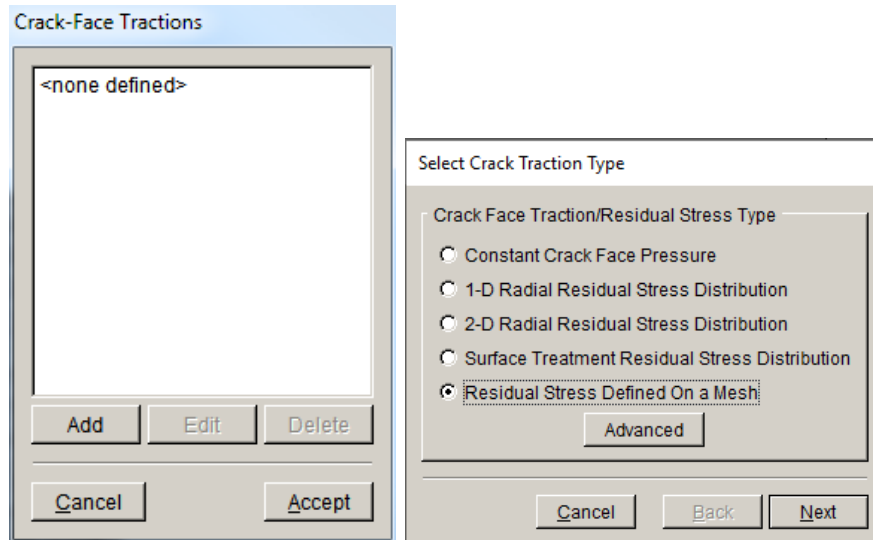 Crack-Face Tractions
<none defined>
Add
Edit
Delete
Cancel
Accept
Select Crack Traction Type
Crack Face Traction/Residual Stress Type
Constant Crack Face Pressure
1-D Radial Residual Stress Distribution
2-D Radial Residual Stress Distribution
Surface Treatment Residual Stress Distribution
Residual Stress Defined On a Mesh
Advanced
Cancel
Back
Next